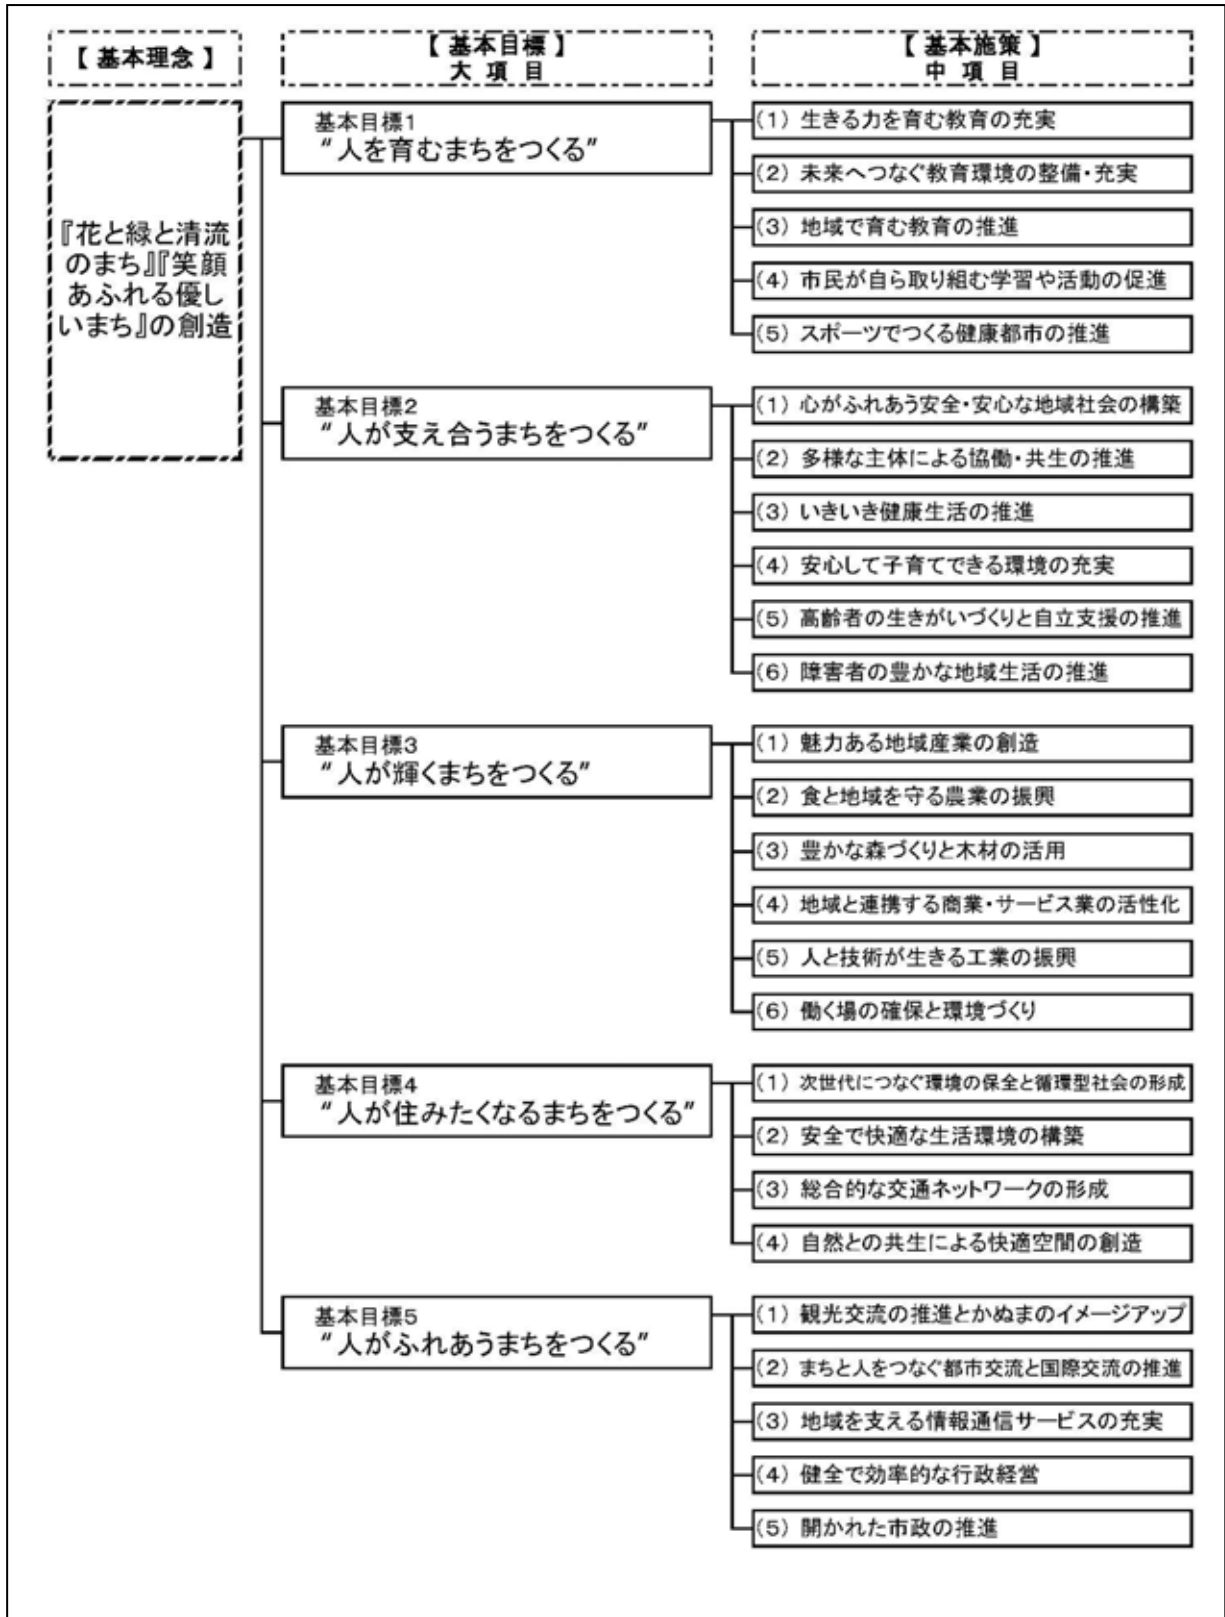 【 基本理念 】
【 基本目標 】
大 項 目
【 基本施策 】
中 項 目
『花と緑と清流
のまち』『笑顔
あふれる優し
いまち』の創造
基本目標1
“人を育むまちをつくる”
(1) 生きる力を育む教育の充実
(2) 未来へつなぐ教育環境の整備・充実
(3) 地域で育む教育の推進
(4) 市民が自ら取り組む学習や活動の促進
(5) スポーツでつくる健康都市の推進
基本目標2
“人が支え合うまちをつくる”
(1) 心がふれあう安全・安心な地域社会の構築
(2) 多様な主体による協働・共生の推進
(3) いきいき健康生活の推進
(4) 安心して子育てできる環境の充実
(5) 高齢者の生きがいづくりと自立支援の推進
(6) 障害者の豊かな地域生活の推進
基本目標3
“人が輝くまちをつくる”
(1) 魅力ある地域産業の創造
(2) 食と地域を守る農業の振興
(3) 豊かな森づくりと木材の活用
(4) 地域と連携する商業・サービス業の活性化
(5) 人と技術が生きる工業の振興
(6) 働く場の確保と環境づくり
基本目標4
“人が住みたくなるまちをつくる”
(1) 次世代につなぐ環境の保全と循環型社会の形成
(2) 安全で快適な生活環境の構築
(3) 総合的な交通ネットワークの形成
(4) 自然との共生による快適空間の創造
基本目標5
“人がふれあうまちをつくる”
(1) 観光交流の推進とかぬまのイメージアップ
(2) まちと人をつなぐ都市交流と国際交流の推進
(3) 地域を支える情報通信サービスの充実
(4) 健全で効率的な行政経営
(5) 開かれた市政の推進